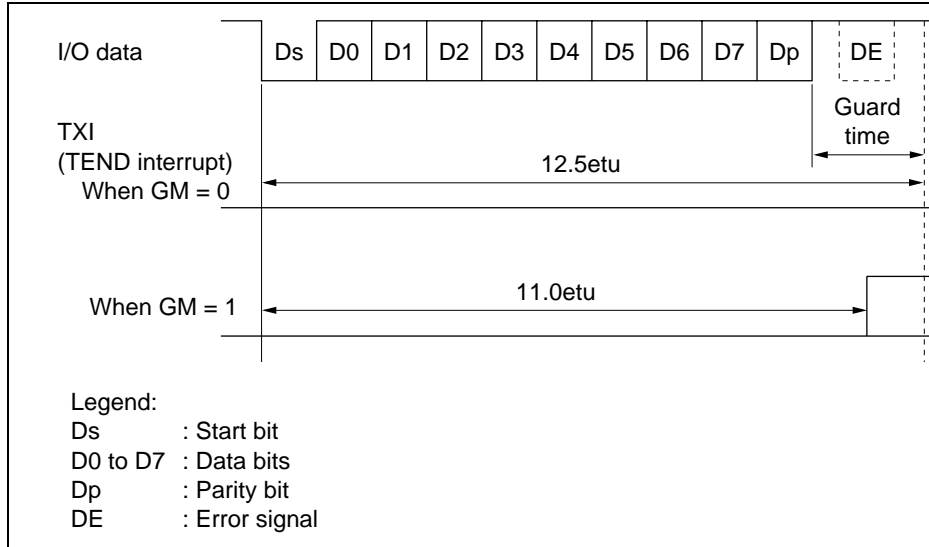 I/O data Ds D0 D1 D2 D3 D4 D5 D6 D7 Dp DE
Guard
time
TXI
(TEND interrupt)
12.5etu
When GM = 0
11.0etu
When GM = 1
Legend:
Ds : Start bit
D0 to D7 : Data bits
Dp : Parity bit
DE : Error signal